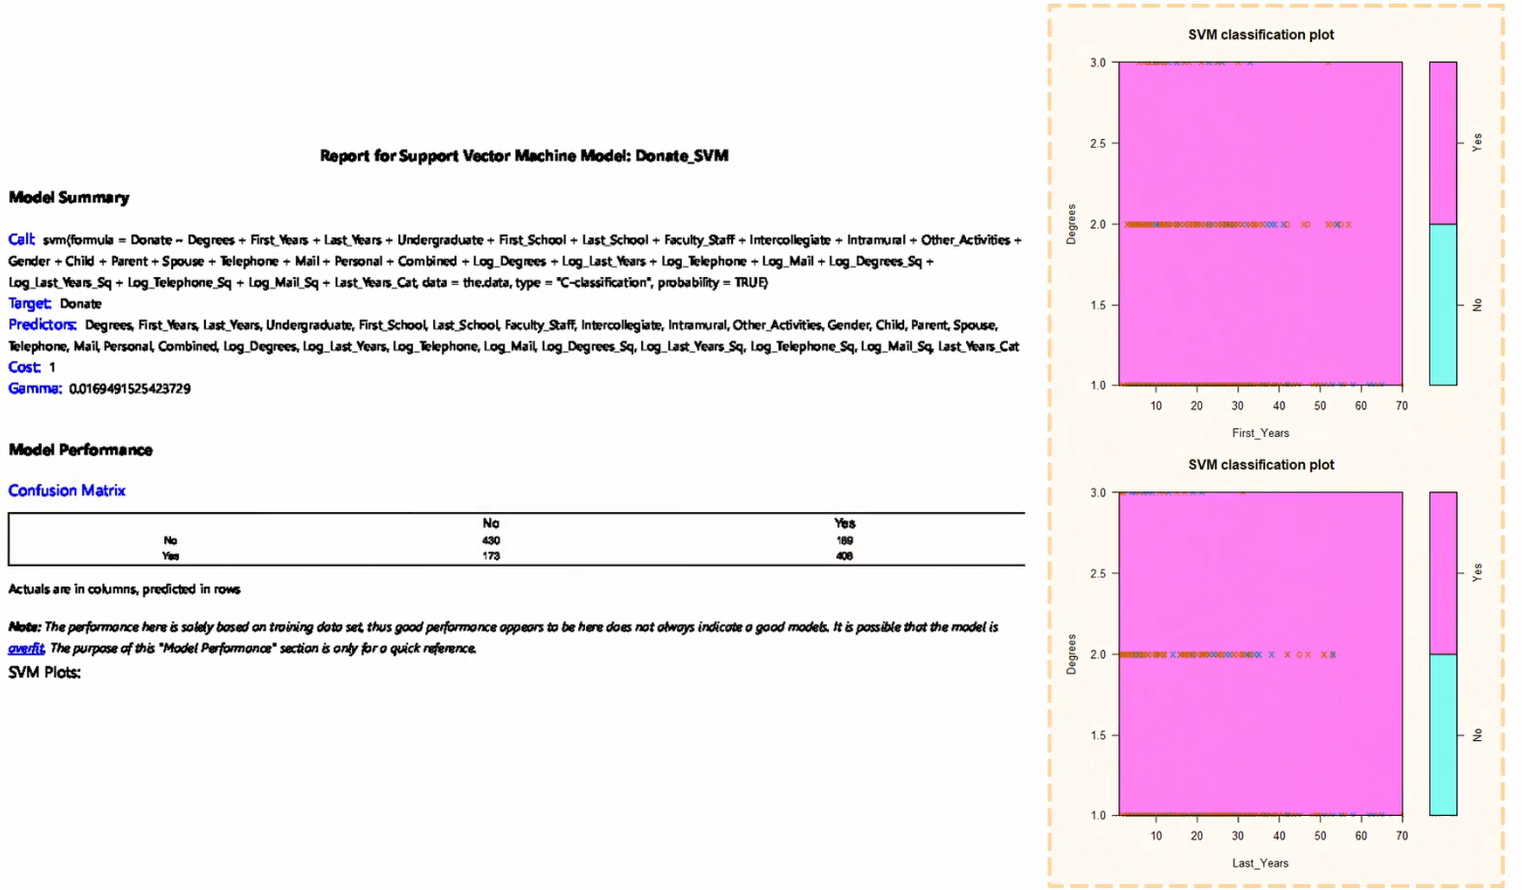 Report for Support Vector Machine Model: Donate_SVM
Model Summary
Call: svm(formula = Donate ~ Degrees + First_Years + Last_Years + Undergraduate + First_School + Last_School + Faculty_Staff + Intercollegiate + Intramural + Other_Activities +
Gender + Child + Parent + Spouse + Telephone + Mail + Personal + Combined + Log_Degrees + Log_Last_Years + Log_Telephone + Log_Mail + Log_Degrees_Sq +
Log_Last_Years_Sq + Log_Telephone_Sq + Log_Mail_Sq + Last_Years_Cat, data = the.data, type = "C-classification", probability = TRUE)
Target: Donate
Predictors: Degrees, First_Years, Last_Years, Undergraduate, First_School, Last_School, Faculty_Staff, Intercollegiate, Intramural, Other_Activities, Gender, Child, Parent, Spouse,
Telephone, Mail, Personal, Combined, Log_Degrees, Log_Last_Years, Log_Telephone, Log_Mail, Log_Degrees_Sq, Log_Last_Years_Sq, Log_Telephone_Sq, Log_Mail_Sq, Last_Years_Cat
Cost: 1
Gamma: 0.0169491525423729
Model Performance
Confusion Matrix
No Yes
No 430 189
Yes 173 408
Actuals are in columns, predicted in rows
Note: The performance here is solely based on training data set, thus good performance appears to be here does not always indicate a good models. It is possible that the model is
overfit. The purpose of this "Model Performance" section is only for a quick reference.
SVM Plots:
SVM classification plot
3.0
2.5
2.0
1.5
1.0
Degrees
10 20 30 40 50 60 70
First_Years
Yes
No
SVM classification plot
3.0
2.5
2.0
1.5
1.0
Degrees
10 20 30 40 50 60 70
Last_Years
Yes
No